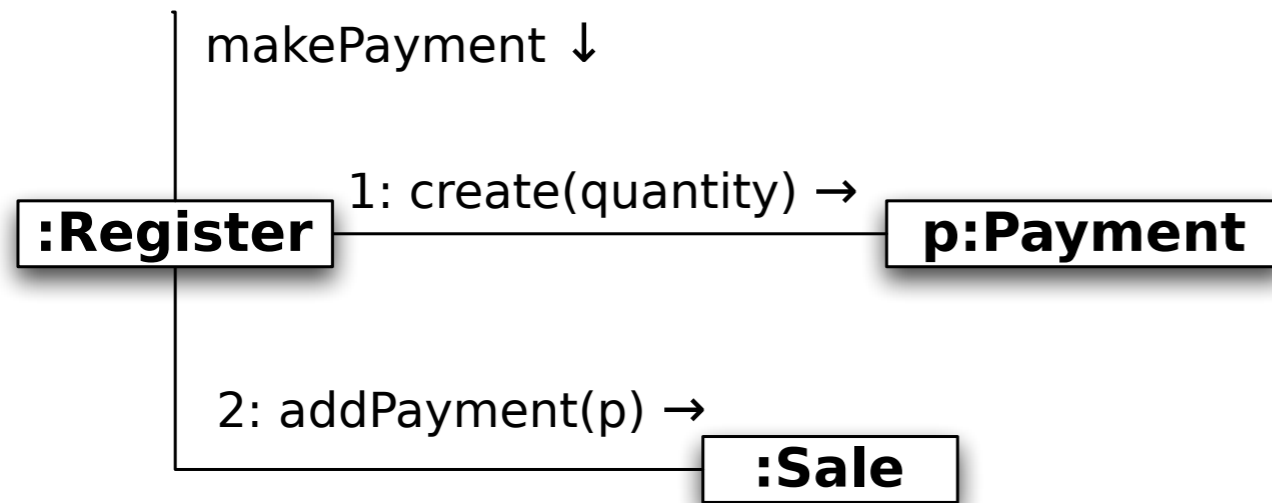 makePayment ↓
1: create(quantity) →
:Register
p:Payment
2: addPayment(p) →
:Sale